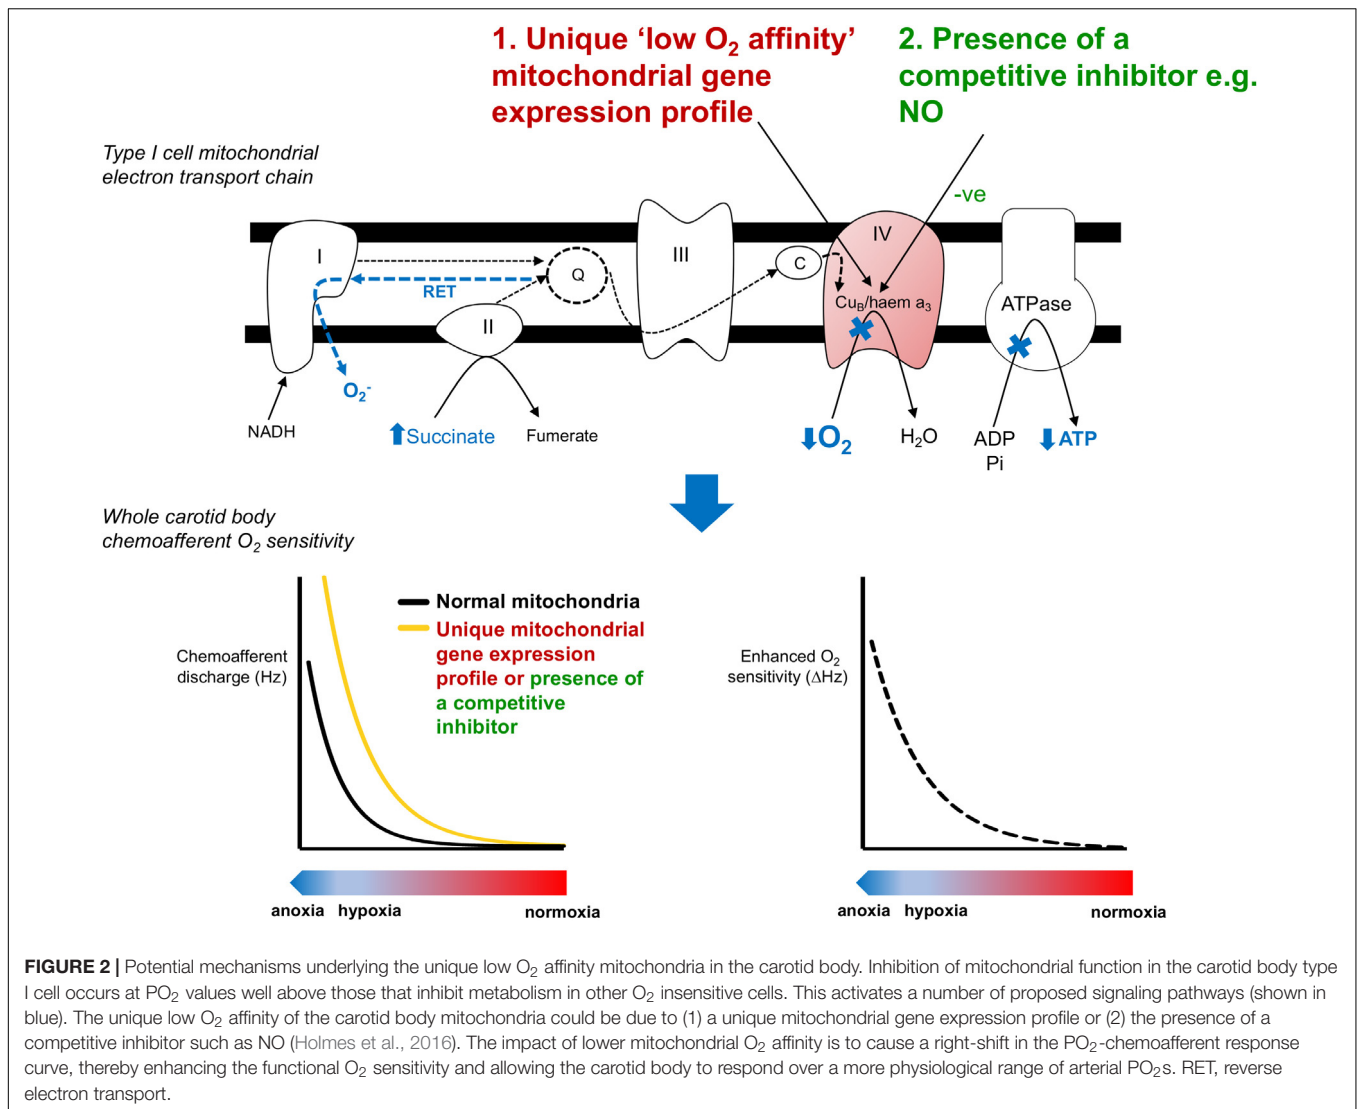 1. Unique ‘low O2 affinity’
mitochondrial gene
expression profile
2. Presence of a
competitive inhibitor e.g.
NO
Type I cell mitochondrial
electron transport chain
-ve
I
RET
Q
II
III
C
IV
CuB/haem a3
ATPase
O2-
NADH
Succinate
Fumerate
O2
H2O
ADP
Pi
ATP
Whole carotid body
chemoafferent O2 sensitivity
Chemoafferent
discharge (Hz)
Normal mitochondria
Unique mitochondrial
gene expression
profile or presence of
a competitive
inhibitor
anoxia hypoxia normoxia
Enhanced O2
sensitivity (ΔHz)
anoxia hypoxia normoxia
FIGURE 2 | Potential mechanisms underlying the unique low O2 affinity mitochondria in the carotid body. Inhibition of mitochondrial function in the carotid body type
I cell occurs at PO2 values well above those that inhibit metabolism in other O2 insensitive cells. This activates a number of proposed signaling pathways (shown in
blue). The unique low O2 affinity of the carotid body mitochondria could be due to (1) a unique mitochondrial gene expression profile or (2) the presence of a
competitive inhibitor such as NO (Holmes et al., 2016). The impact of lower mitochondrial O2 affinity is to cause a right-shift in the PO2-chemoafferent response
curve, thereby enhancing the functional O2 sensitivity and allowing the carotid body to respond over a more physiological range of arterial PO2s. RET, reverse
electron transport.